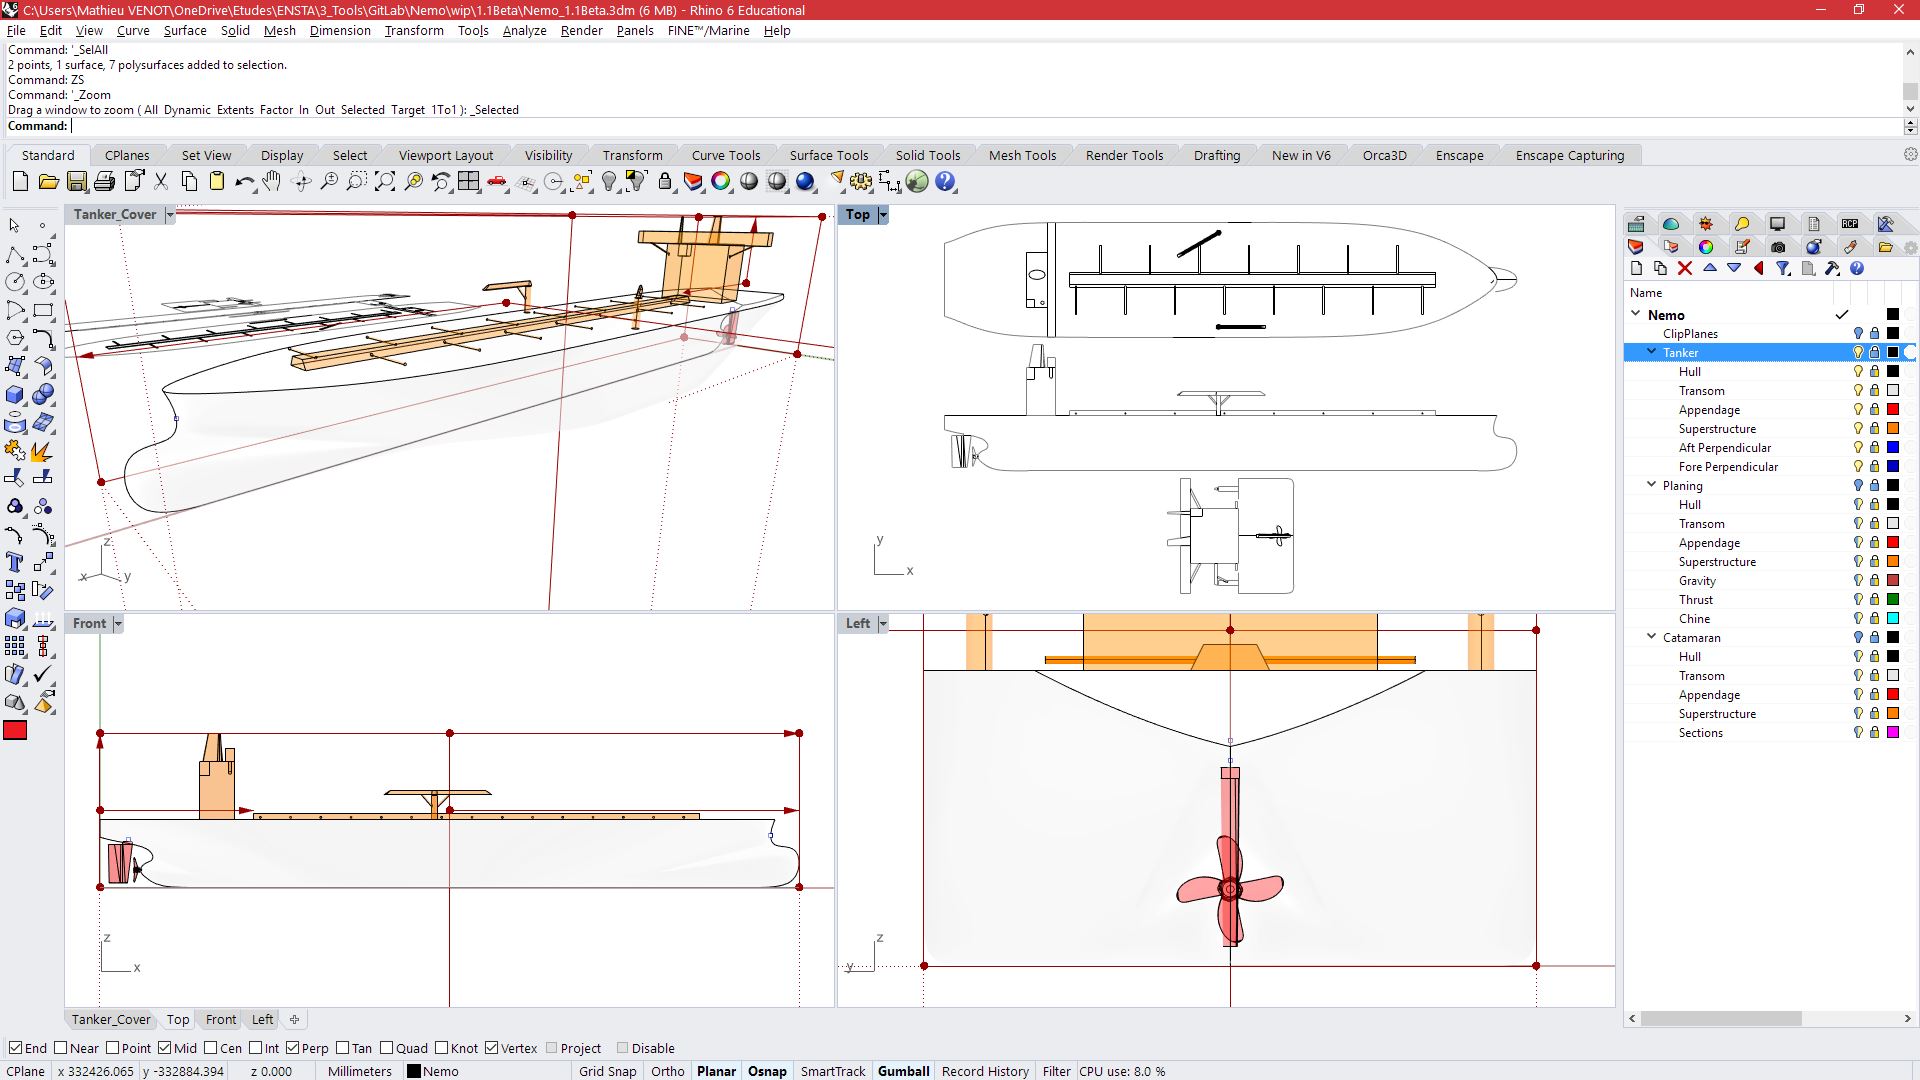 C:\Users\Mathieu VENOT\OneDrive\Etudes\ENSTA\3_Tools\GitLab\Nemo\wip\1.1Beta\Nemo_1.1Beta.3dm (6 MB) - Rhino 6 Educational
File Edit View Curve Surface Solid Mesh Dimension Transform Tools Analyze Render Panels FINE™/Marine Help
Command: '_SelAll
2 points, 1 surface, 7 polysurfaces added to selection.
Command: ZS
Command: '_Zoom
Drag a window to zoom ( All Dynamic Extents Factor In Out Selected Target 1To1 ): _Selected
Command:
Standard CPlanes Set View Display Select Viewport Layout Visibility Transform Curve Tools Surface Tools Solid Tools Mesh Tools Render Tools Drafting New in V6 Orca3D Enscape Enscape Capturing
Tanker_Cover
z
x y
Top
y
x
Front
z
x
Left
z
y
RCP
Name
Nemo
ClipPlanes
Tanker
Hull
Transom
Appendage
Superstructure
Aft Perpendicular
Fore Perpendicular
Planing
Hull
Transom
Appendage
Superstructure
Gravity
Thrust
Chine
Catamaran
Hull
Transom
Appendage
Superstructure
Sections
Tanker_Cover Top Front Left
End Near Point Mid Cen Int Perp Tan Quad Knot Vertex Project Disable
CPlane x 332426.065 y -332884.394 z 0.000 Millimeters Nemo Grid Snap Ortho Planar Osnap SmartTrack Gumball Record History Filter CPU use: 8.0 %